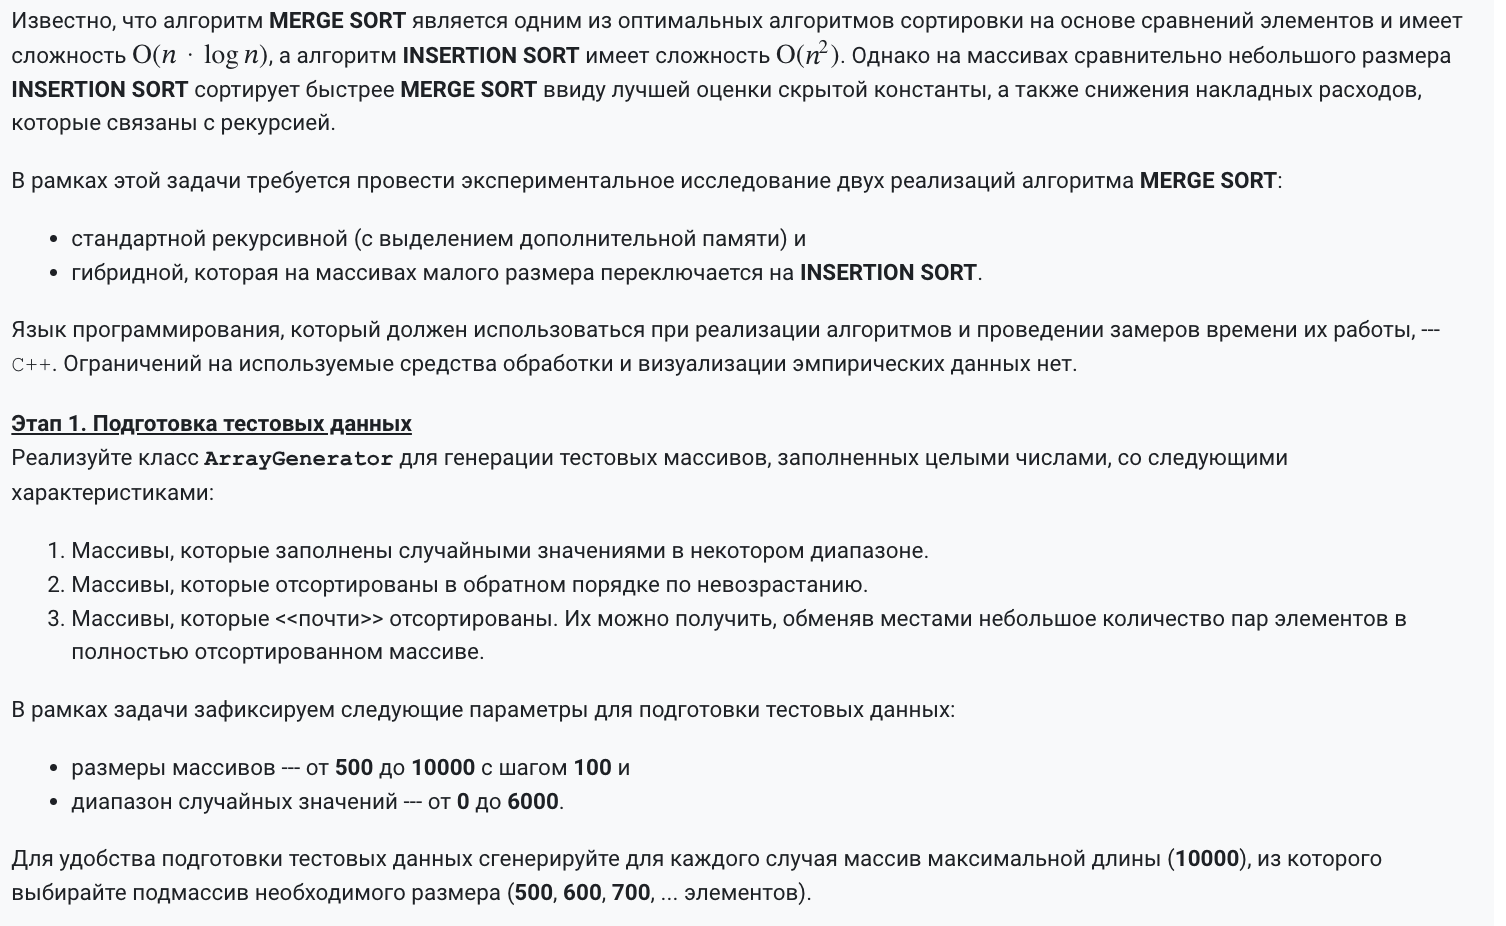 Известно, что алгоритм MERGE SORT является одним из оптимальных алгоритмов сортировки на основе сравнений элементов и имеет
сложность O(n · log n), а алгоритм INSERTION SORT имеет сложность O(n²). Однако на массивах сравнительно небольшого размера
INSERTION SORT сортирует быстрее MERGE SORT ввиду лучшей оценки скрытой константы, а также снижения накладных расходов,
которые связаны с рекурсией.
В рамках этой задачи требуется провести экспериментальное исследование двух реализаций алгоритма MERGE SORT:
• стандартной рекурсивной (с выделением дополнительной памяти) и
• гибридной, которая на массивах малого размера переключается на INSERTION SORT.
Язык программирования, который должен использоваться при реализации алгоритмов и проведении замеров времени их работы, ---
C++. Ограничений на используемые средства обработки и визуализации эмпирических данных нет.
Этап 1. Подготовка тестовых данных
Реализуйте класс ArrayGenerator для генерации тестовых массивов, заполненных целыми числами, со следующими
характеристиками:
1. Массивы, которые заполнены случайными значениями в некотором диапазоне.
2. Массивы, которые отсортированы в обратном порядке по невозрастанию.
3. Массивы, которые <<почти>> отсортированы. Их можно получить, обменяв местами небольшое количество пар элементов в
полностью отсортированном массиве.
В рамках задачи зафиксируем следующие параметры для подготовки тестовых данных:
• размеры массивов --- от 500 до 10000 с шагом 100 и
• диапазон случайных значений --- от 0 до 6000.
Для удобства подготовки тестовых данных сгенерируйте для каждого случая массив максимальной длины (10000), из которого
выбирайте подмассив необходимого размера (500, 600, 700, ... элементов).